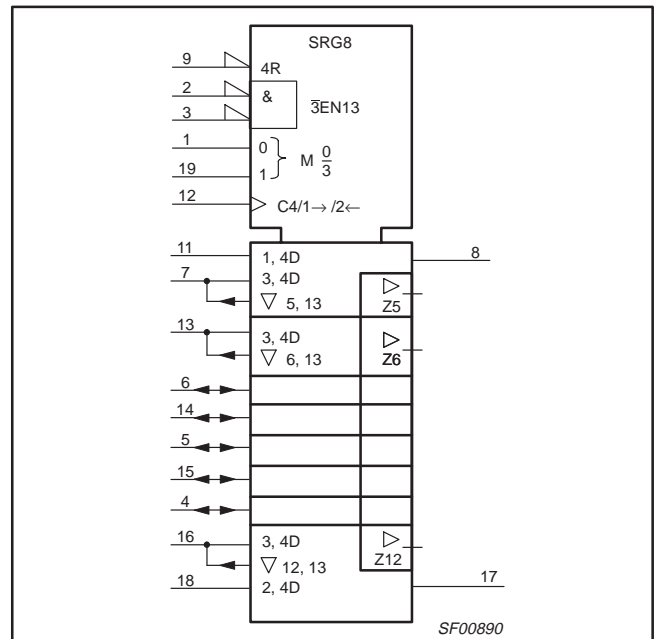 SRG8
9
4R
2
&
3̅EN13
3
1
0
M 0/3
19
1
12
C4/1→ /2←
11
1, 4D
8
7
3, 4D
▽ 5, 13
▷
Z5
13
3, 4D
▽ 6, 13
▷
Z6
6
14
5
15
4
16
3, 4D
▽ 12, 13
▷
Z12
18
2, 4D
17
SF00890